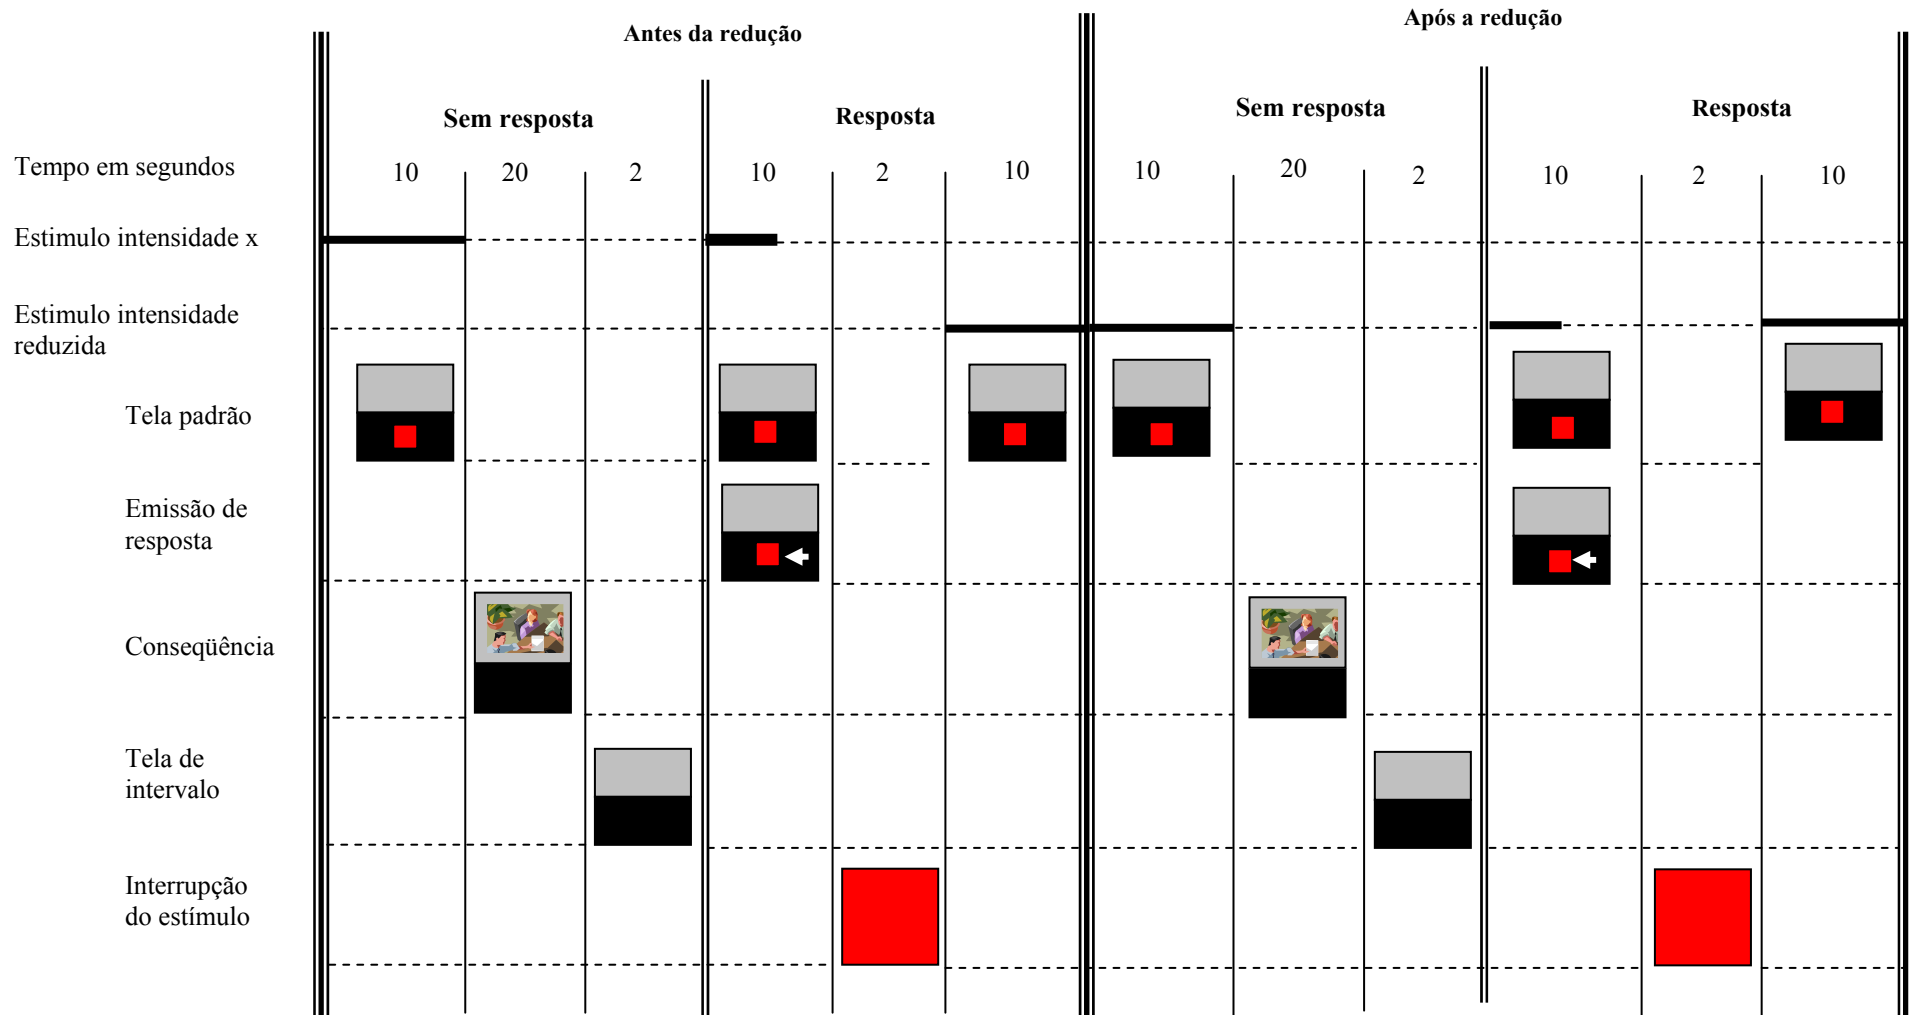 Antes da redução
Após a redução
Sem resposta
Resposta
Sem resposta
Resposta
Tempo em segundos
10
20
2
10
2
10
10
20
2
10
2
10
Estimulo intensidade x
Estimulo intensidade
reduzida
Tela padrão
Emissão de
resposta
Conseqüência
Tela de
intervalo
Interrupção
do estímulo